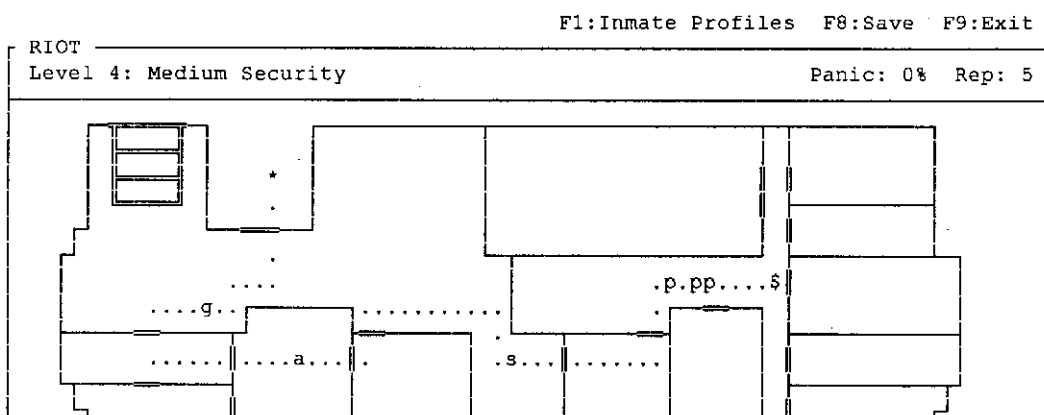 F1:Inmate Profiles F8:Save F9:Exit
RIOT
Level 4: Medium Security Panic: 0% Rep: 5
*
.
.
.p.pp....$
....
....g.. ........... .
.
...... ....a.... .s... .......